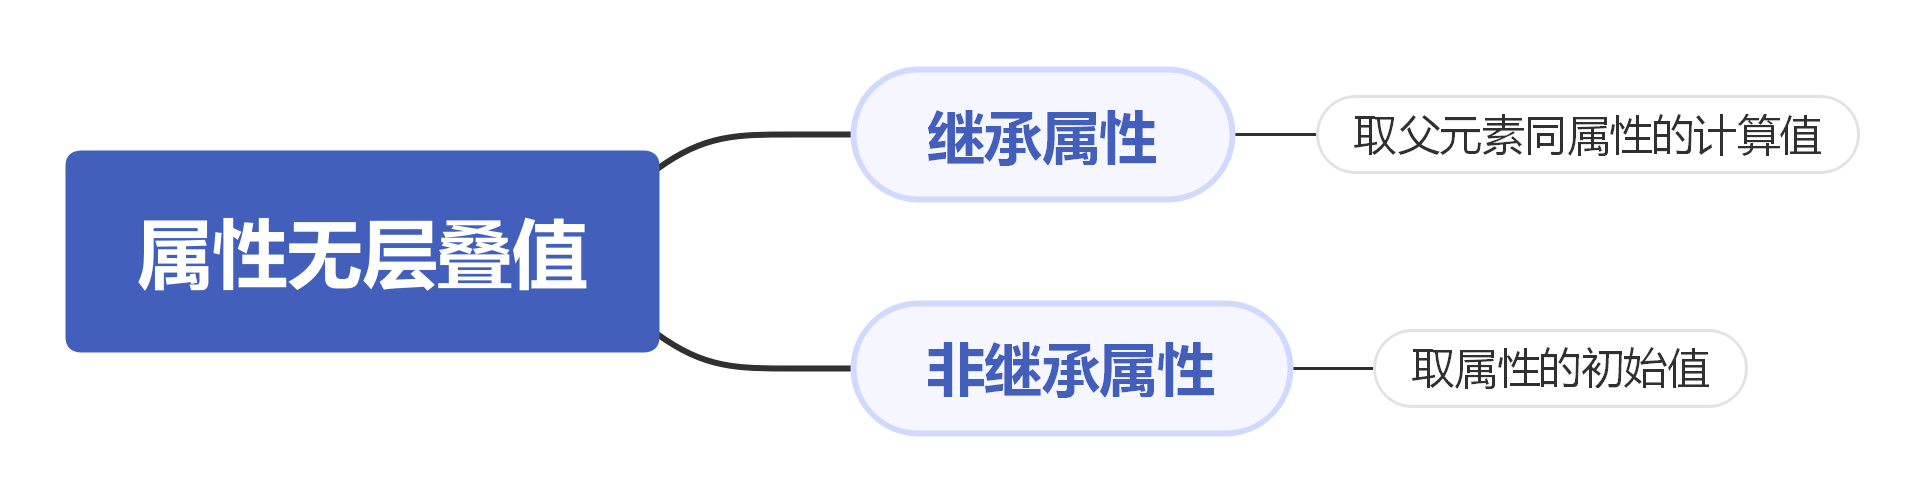 属性无层叠值
继承属性
取父元素同属性的计算值
非继承属性
取属性的初始值